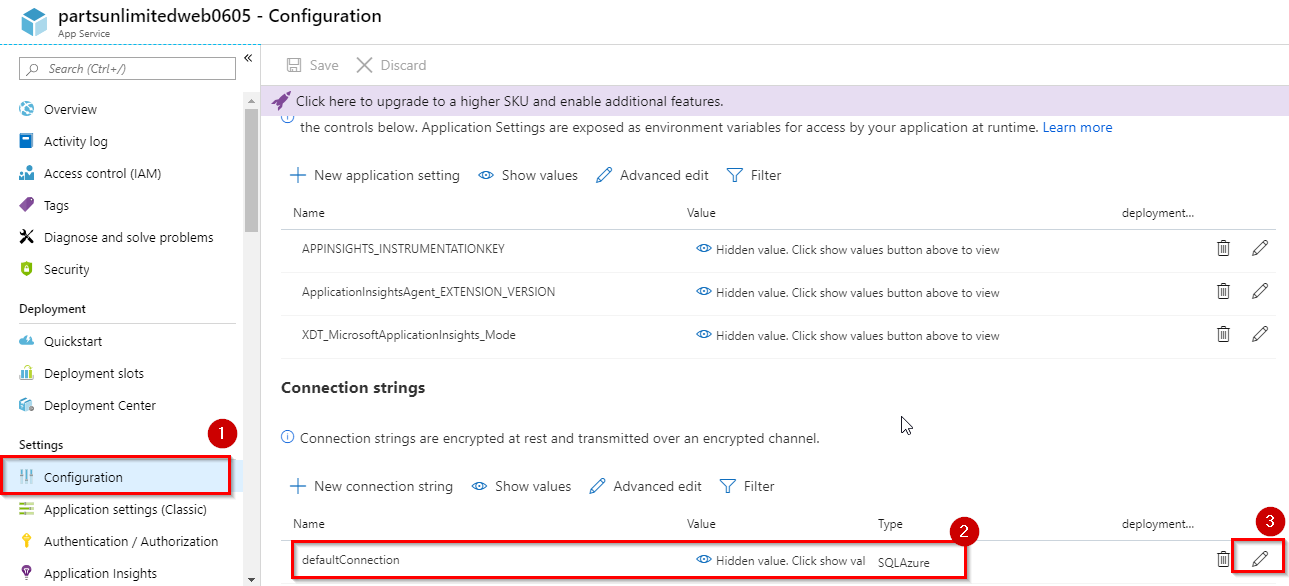 partsunlimitedweb0605 - Configuration
App Service
«
Search (Ctrl+/)
Overview
Activity log
Access control (IAM)
Tags
Diagnose and solve problems
Security
Deployment
Quickstart
Deployment slots
Deployment Center
Settings
1
Configuration
Application settings (Classic)
Authentication / Authorization
Application Insights
Save Discard
Click here to upgrade to a higher SKU and enable additional features.
the controls below. Application Settings are exposed as environment variables for access by your application at runtime. Learn more
New application setting Show values Advanced edit Filter
Name Value deployment...
APPINSIGHTS_INSTRUMENTATIONKEY Hidden value. Click show values button above to view
ApplicationInsightsAgent_EXTENSION_VERSION Hidden value. Click show values button above to view
XDT_MicrosoftApplicationInsights_Mode Hidden value. Click show values button above to view
Connection strings
Connection strings are encrypted at rest and transmitted over an encrypted channel.
New connection string Show values Advanced edit Filter
Name Value Type deployment...
2 3
defaultConnection Hidden value. Click show val SQLAzure